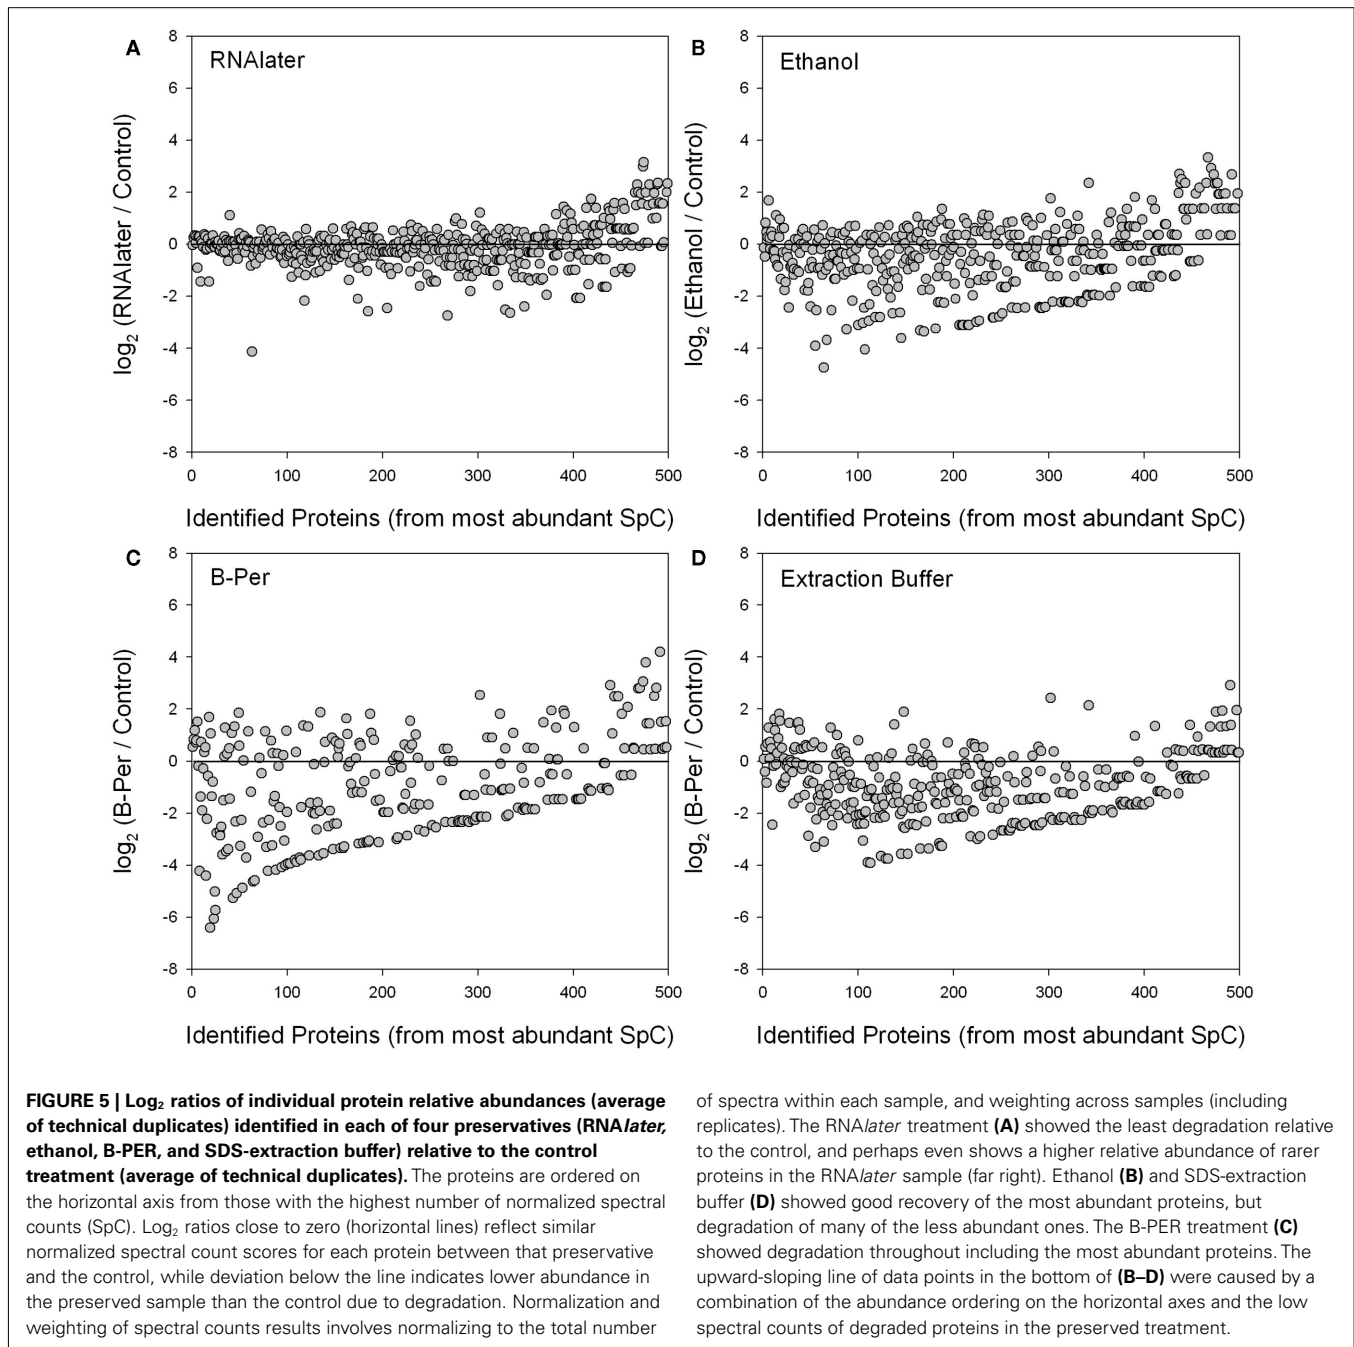 A
RNAlater
8
6
4
2
0
-2
-4
-6
-8
log2 (RNAlater / Control)
0 100 200 300 400 500
Identified Proteins (from most abundant SpC)
B
Ethanol
8
6
4
2
0
-2
-4
-6
-8
log2 (Ethanol / Control)
0 100 200 300 400 500
Identified Proteins (from most abundant SpC)
C
B-Per
8
6
4
2
0
-2
-4
-6
-8
log2 (B-Per / Control)
0 100 200 300 400 500
Identified Proteins (from most abundant SpC)
D
Extraction Buffer
8
6
4
2
0
-2
-4
-6
-8
log2 (B-Per / Control)
0 100 200 300 400 500
Identified Proteins (from most abundant SpC)
FIGURE 5 | Log2 ratios of individual protein relative abundances (average
of technical duplicates) identified in each of four preservatives (RNAlater,
ethanol, B-PER, and SDS-extraction buffer) relative to the control
treatment (average of technical duplicates). The proteins are ordered on
the horizontal axis from those with the highest number of normalized spectral
counts (SpC). Log2 ratios close to zero (horizontal lines) reflect similar
normalized spectral count scores for each protein between that preservative
and the control, while deviation below the line indicates lower abundance in
the preserved sample than the control due to degradation. Normalization and
weighting of spectral counts results involves normalizing to the total number
of spectra within each sample, and weighting across samples (including
replicates). The RNAlater treatment (A) showed the least degradation relative
to the control, and perhaps even shows a higher relative abundance of rarer
proteins in the RNAlater sample (far right). Ethanol (B) and SDS-extraction
buffer (D) showed good recovery of the most abundant proteins, but
degradation of many of the less abundant ones. The B-PER treatment (C)
showed degradation throughout including the most abundant proteins. The
upward-sloping line of data points in the bottom of (B–D) were caused by a
combination of the abundance ordering on the horizontal axes and the low
spectral counts of degraded proteins in the preserved treatment.